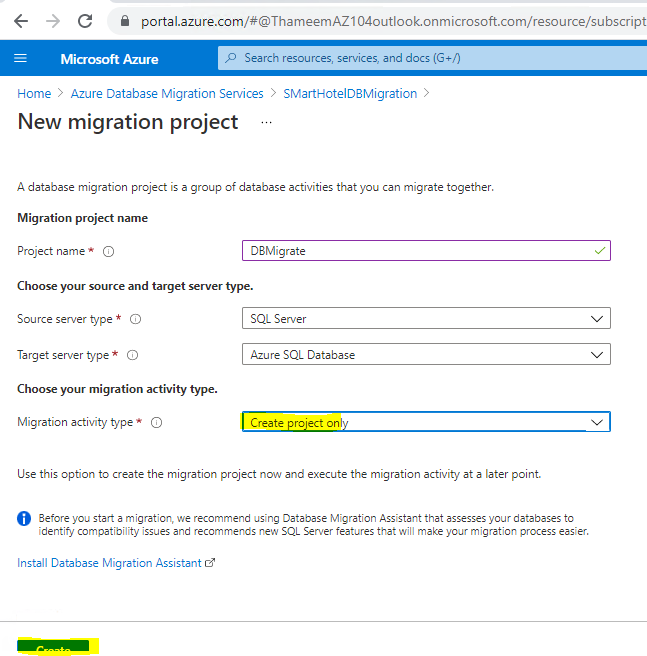 portal.azure.com/#@ThameemAZ104outlook.onmicrosoft.com/resource/subscript
Microsoft Azure
Search resources, services, and docs (G+/)
Home > Azure Database Migration Services > SMartHotelDBMigration >
New migration project ...
A database migration project is a group of database activities that you can migrate together.
Migration project name
Project name *
DBMigrate
Choose your source and target server type.
Source server type *
SQL Server
Target server type *
Azure SQL Database
Choose your migration activity type.
Migration activity type *
Create project only
Use this option to create the migration project now and execute the migration activity at a later point.
Before you start a migration, we recommend using Database Migration Assistant that assesses your databases to
identify compatibility issues and recommends new SQL Server features that will make your migration process easier.
Install Database Migration Assistant
Create